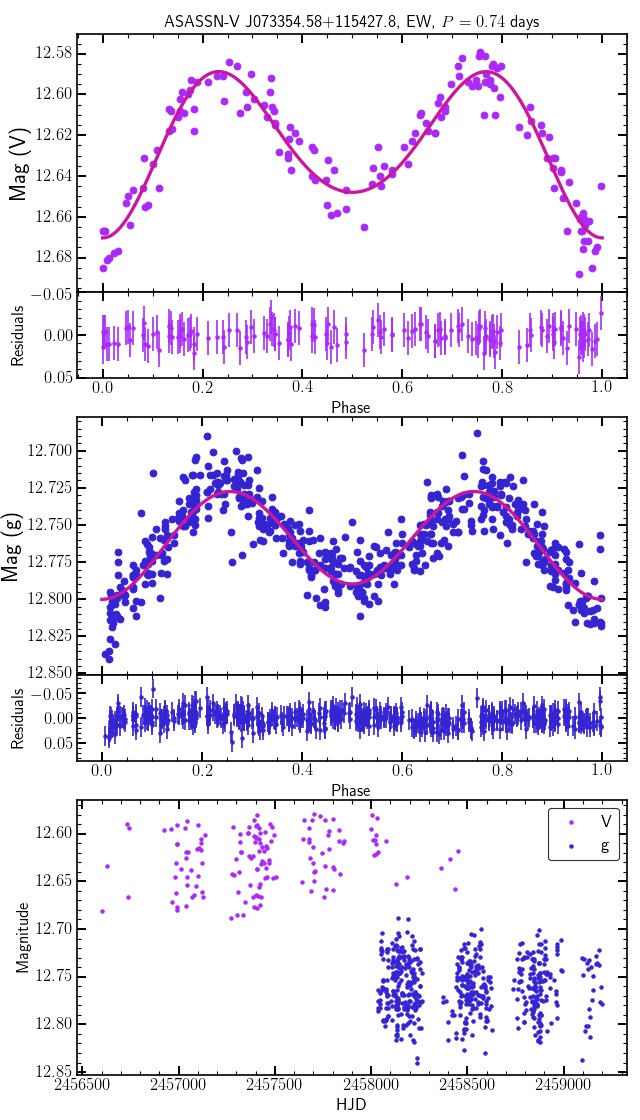 ASASSN-V J073354.58+115427.8, EW, P = 0.74 days
12.58
12.60
12.62
12.64
12.66
12.68
Mag (V)
−0.05
0.00
0.05
Residuals
0.0 0.2 0.4 0.6 0.8 1.0
Phase
12.700
12.725
12.750
12.775
12.800
12.825
12.850
Mag (g)
−0.05
0.00
0.05
Residuals
0.0 0.2 0.4 0.6 0.8 1.0
Phase
V
g
12.60
12.65
12.70
12.75
12.80
12.85
Magnitude
2456500 2457000 2457500 2458000 2458500 2459000
HJD